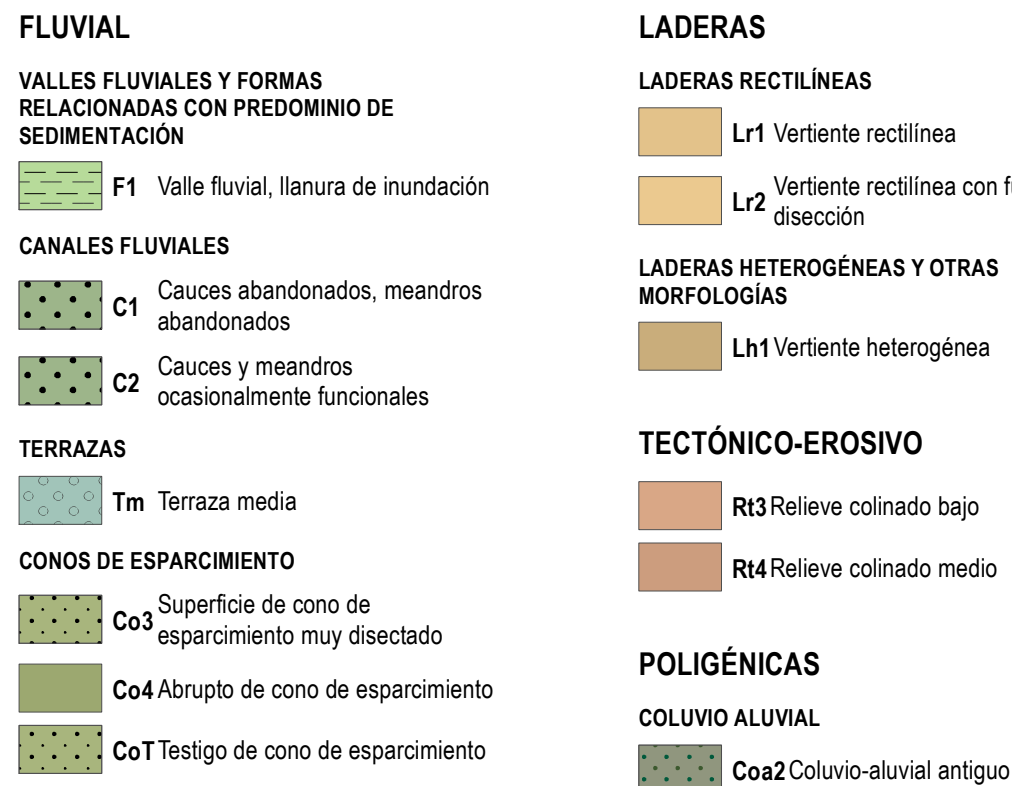 FLUVIAL
VALLES FLUVIALES Y FORMAS
RELACIONADAS CON PREDOMINIO DE
SEDIMENTACIÓN
F1 Valle fluvial, llanura de inundación
CANALES FLUVIALES
C1 Cauces abandonados, meandros
abandonados
C2 Cauces y meandros
ocasionalmente funcionales
TERRAZAS
Tm Terraza media
CONOS DE ESPARCIMIENTO
Co3 Superficie de cono de
esparcimiento muy disectado
Co4 Abrupto de cono de esparcimiento
CoT Testigo de cono de esparcimiento
LADERAS
LADERAS RECTILÍNEAS
Lr1 Vertiente rectilínea
Lr2 Vertiente rectilínea con
disección
LADERAS HETEROGÉNEAS Y OTRAS
MORFOLOGÍAS
Lh1 Vertiente heterogénea
TECTÓNICO-EROSIVO
Rt3 Relieve colinado bajo
Rt4 Relieve colinado medio
POLIGÉNICAS
COLUVIO ALUVIAL
Coa2 Coluvio-aluvial antiguo